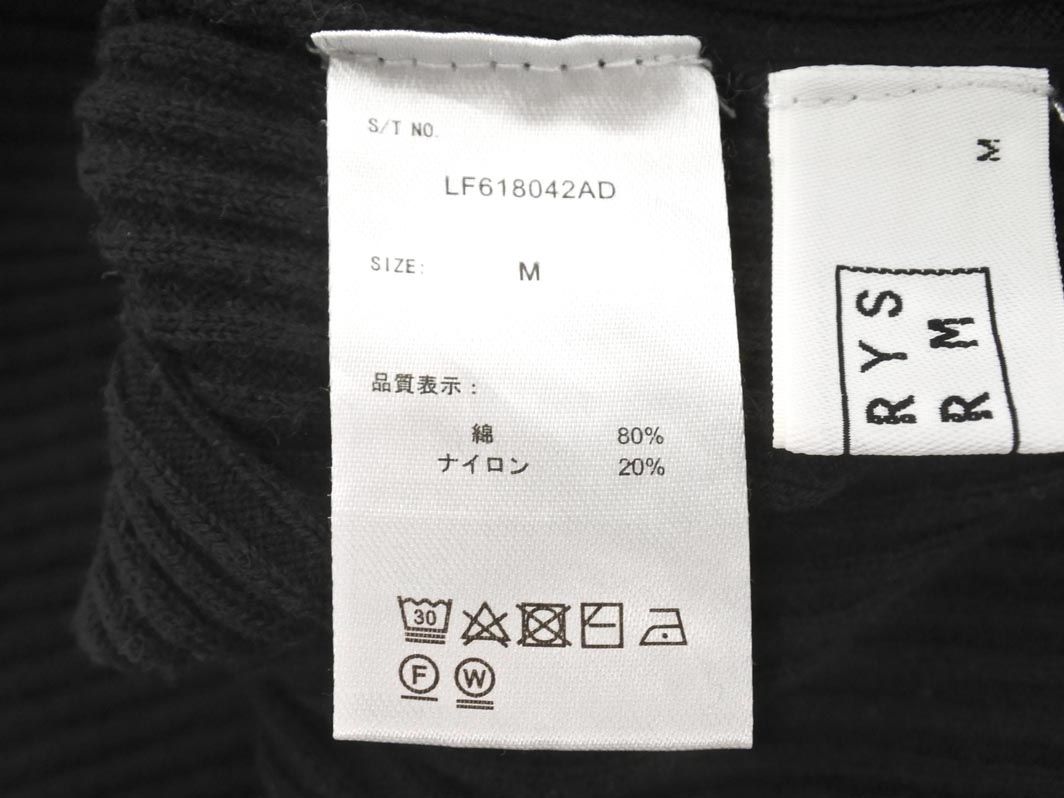 S/T NO.
LF618042AD
SIZE: M
品質表示：
綿 80%
ナイロン 20%
30
F W
M
RYS
RM